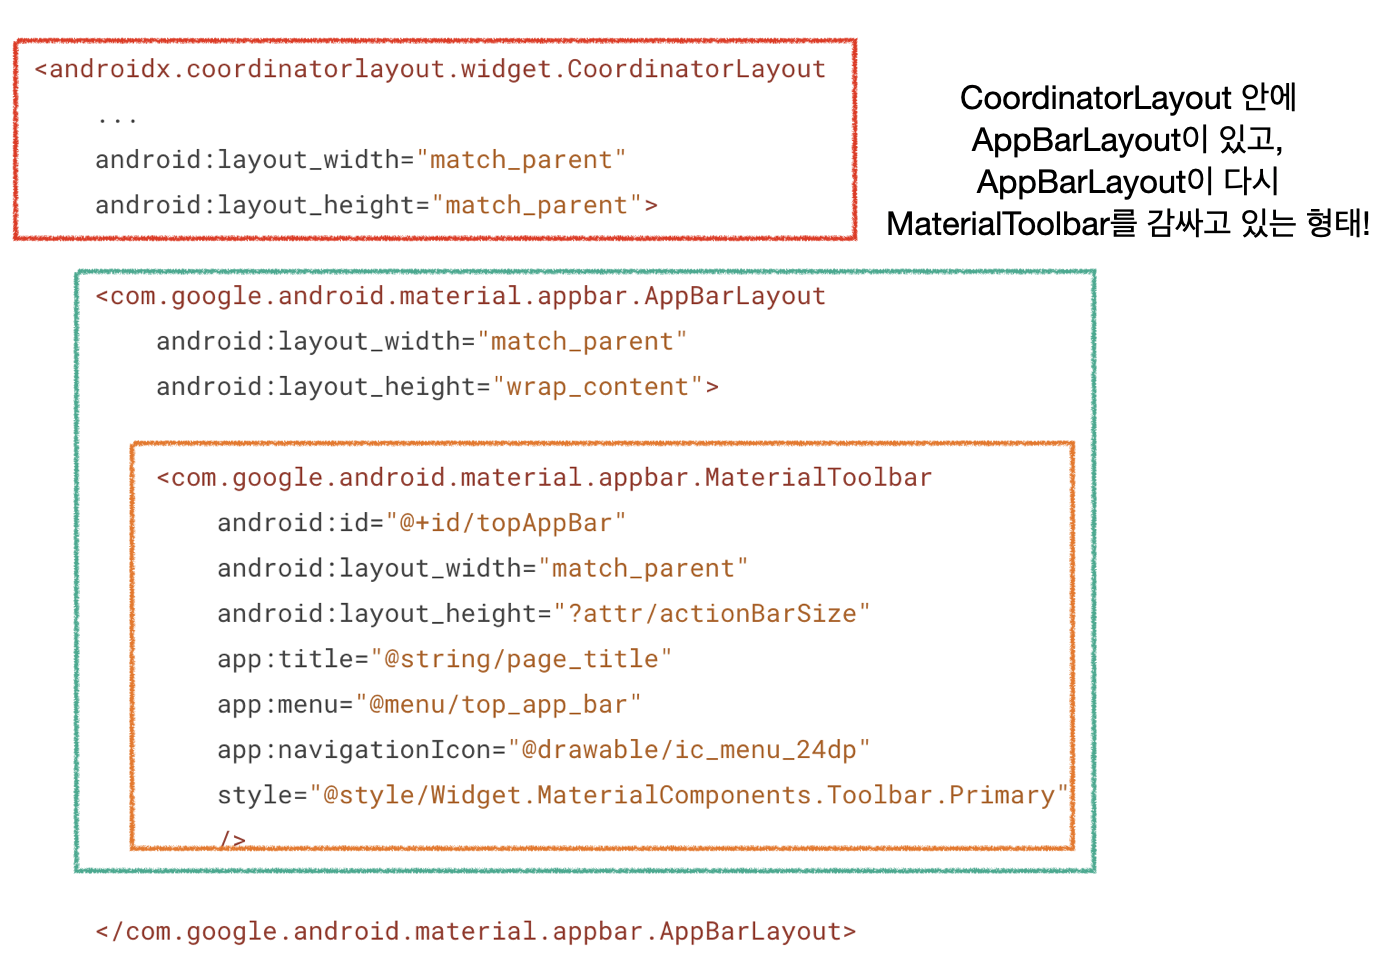 <androidx.coordinatorlayout.widget.CoordinatorLayout
    ...
    android:layout_width="match_parent"
    android:layout_height="match_parent">
CoordinatorLayout 안에
AppBarLayout이 있고,
AppBarLayout이 다시
MaterialToolbar를 감싸고 있는 형태!
    <com.google.android.material.appbar.AppBarLayout
        android:layout_width="match_parent"
        android:layout_height="wrap_content">
        <com.google.android.material.appbar.MaterialToolbar
            android:id="@+id/topAppBar"
            android:layout_width="match_parent"
            android:layout_height="?attr/actionBarSize"
            app:title="@string/page_title"
            app:menu="@menu/top_app_bar"
            app:navigationIcon="@drawable/ic_menu_24dp"
            style="@style/Widget.MaterialComponents.Toolbar.Primary"
            />
    </com.google.android.material.appbar.AppBarLayout>